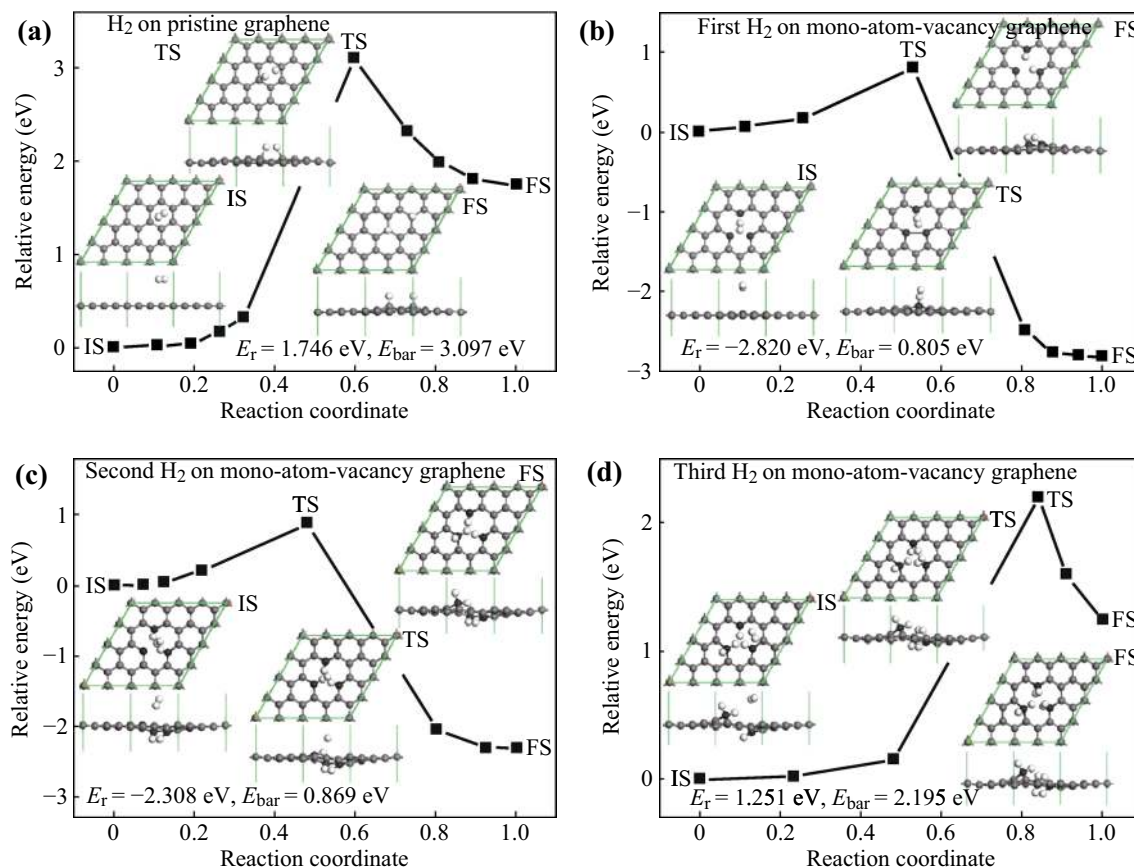 (a)
H2 on pristine graphene
TS
TS
IS
FS
IS
FS
Er = 1.746 eV, Ebar = 3.097 eV
Relative energy (eV)
3
2
1
0
0 0.2 0.4 0.6 0.8 1.0
Reaction coordinate
(b)
First H2 on mono-atom-vacancy graphene
FS
TS
IS
IS
TS
FS
Er = −2.820 eV, Ebar = 0.805 eV
Relative energy (eV)
1
0
−1
−2
−3
0 0.2 0.4 0.6 0.8 1.0
Reaction coordinate
(c)
Second H2 on mono-atom-vacancy graphene
FS
TS
IS
IS
TS
FS
Er = −2.308 eV, Ebar = 0.869 eV
Relative energy (eV)
1
0
−1
−2
−3
0 0.2 0.4 0.6 0.8 1.0
Reaction coordinate
(d)
Third H2 on mono-atom-vacancy graphene
TS
TS
IS
FS
FS
IS
Er = 1.251 eV, Ebar = 2.195 eV
Relative energy (eV)
2
1
0
0 0.2 0.4 0.6 0.8 1.0
Reaction coordinate